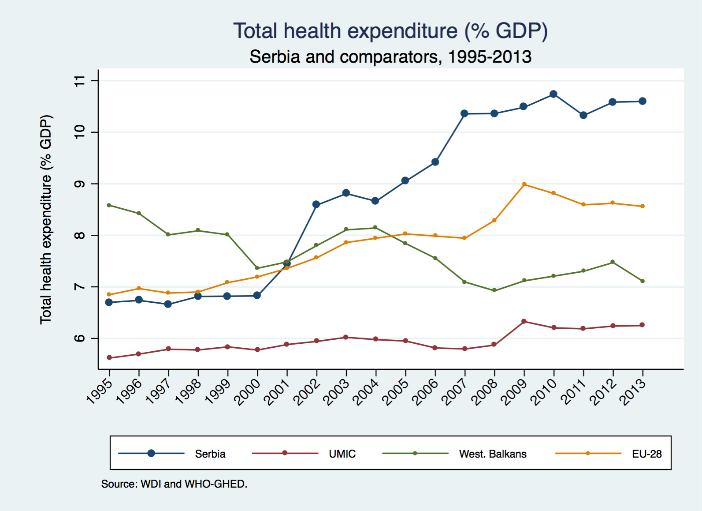 Total health expenditure (% GDP)
Serbia and comparators, 1995-2013
Total health expenditure (% GDP)
11
10
9
8
7
6
1995 1996 1997 1998 1999 2000 2001 2002 2003 2004 2005 2006 2007 2008 2009 2010 2011 2012 2013
Serbia UMIC West. Balkans EU-28
Source: WDI and WHO-GHED.